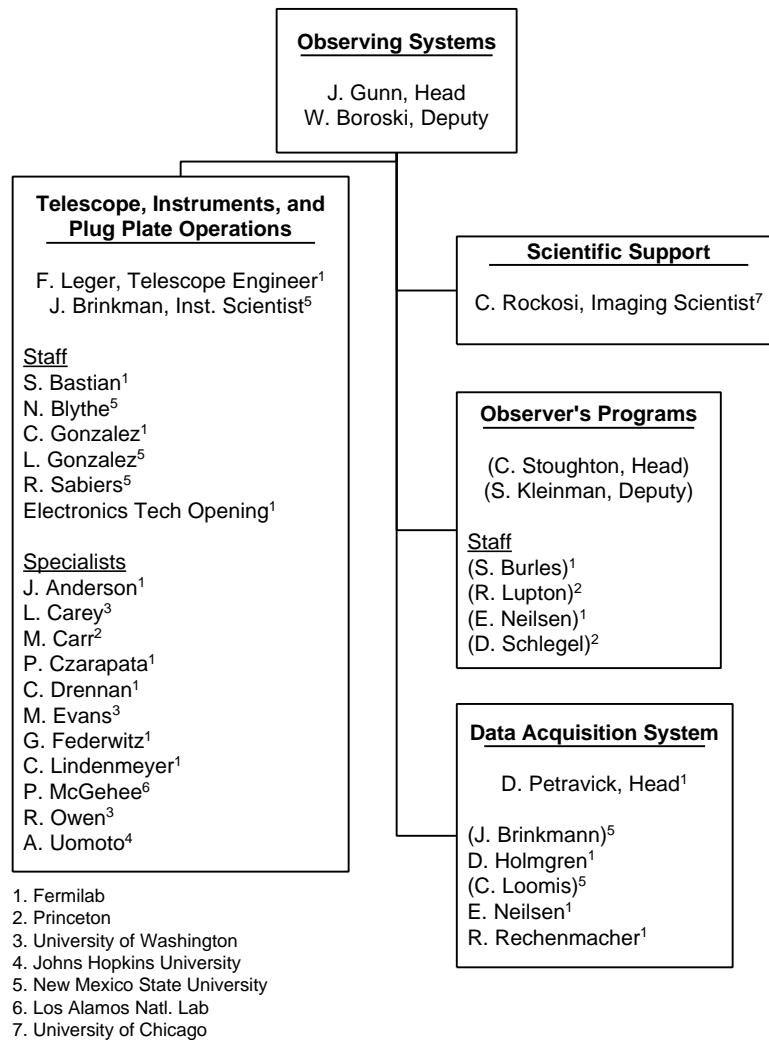 Observing Systems
J. Gunn, Head
W. Boroski, Deputy
Telescope, Instruments, and
Plug Plate Operations
F. Leger, Telescope Engineer¹
J. Brinkman, Inst. Scientist⁵
Staff
S. Bastian¹
N. Blythe⁵
C. Gonzalez¹
L. Gonzalez⁵
R. Sabiers⁵
Electronics Tech Opening¹
Specialists
J. Anderson¹
L. Carey³
M. Carr²
P. Czarapata¹
C. Drennan¹
M. Evans³
G. Federwitz¹
C. Lindenmeyer¹
P. McGehee⁶
R. Owen³
A. Uomoto⁴
Scientific Support
C. Rockosi, Imaging Scientist⁷
Observer's Programs
(C. Stoughton, Head)
(S. Kleinman, Deputy)
Staff
(S. Burles)¹
(R. Lupton)²
(E. Neilsen)¹
(D. Schlegel)²
Data Acquisition System
D. Petravick, Head¹
(J. Brinkmann)⁵
D. Holmgren¹
(C. Loomis)⁵
E. Neilsen¹
R. Rechenmacher¹
1. Fermilab
2. Princeton
3. University of Washington
4. Johns Hopkins University
5. New Mexico State University
6. Los Alamos Natl. Lab
7. University of Chicago